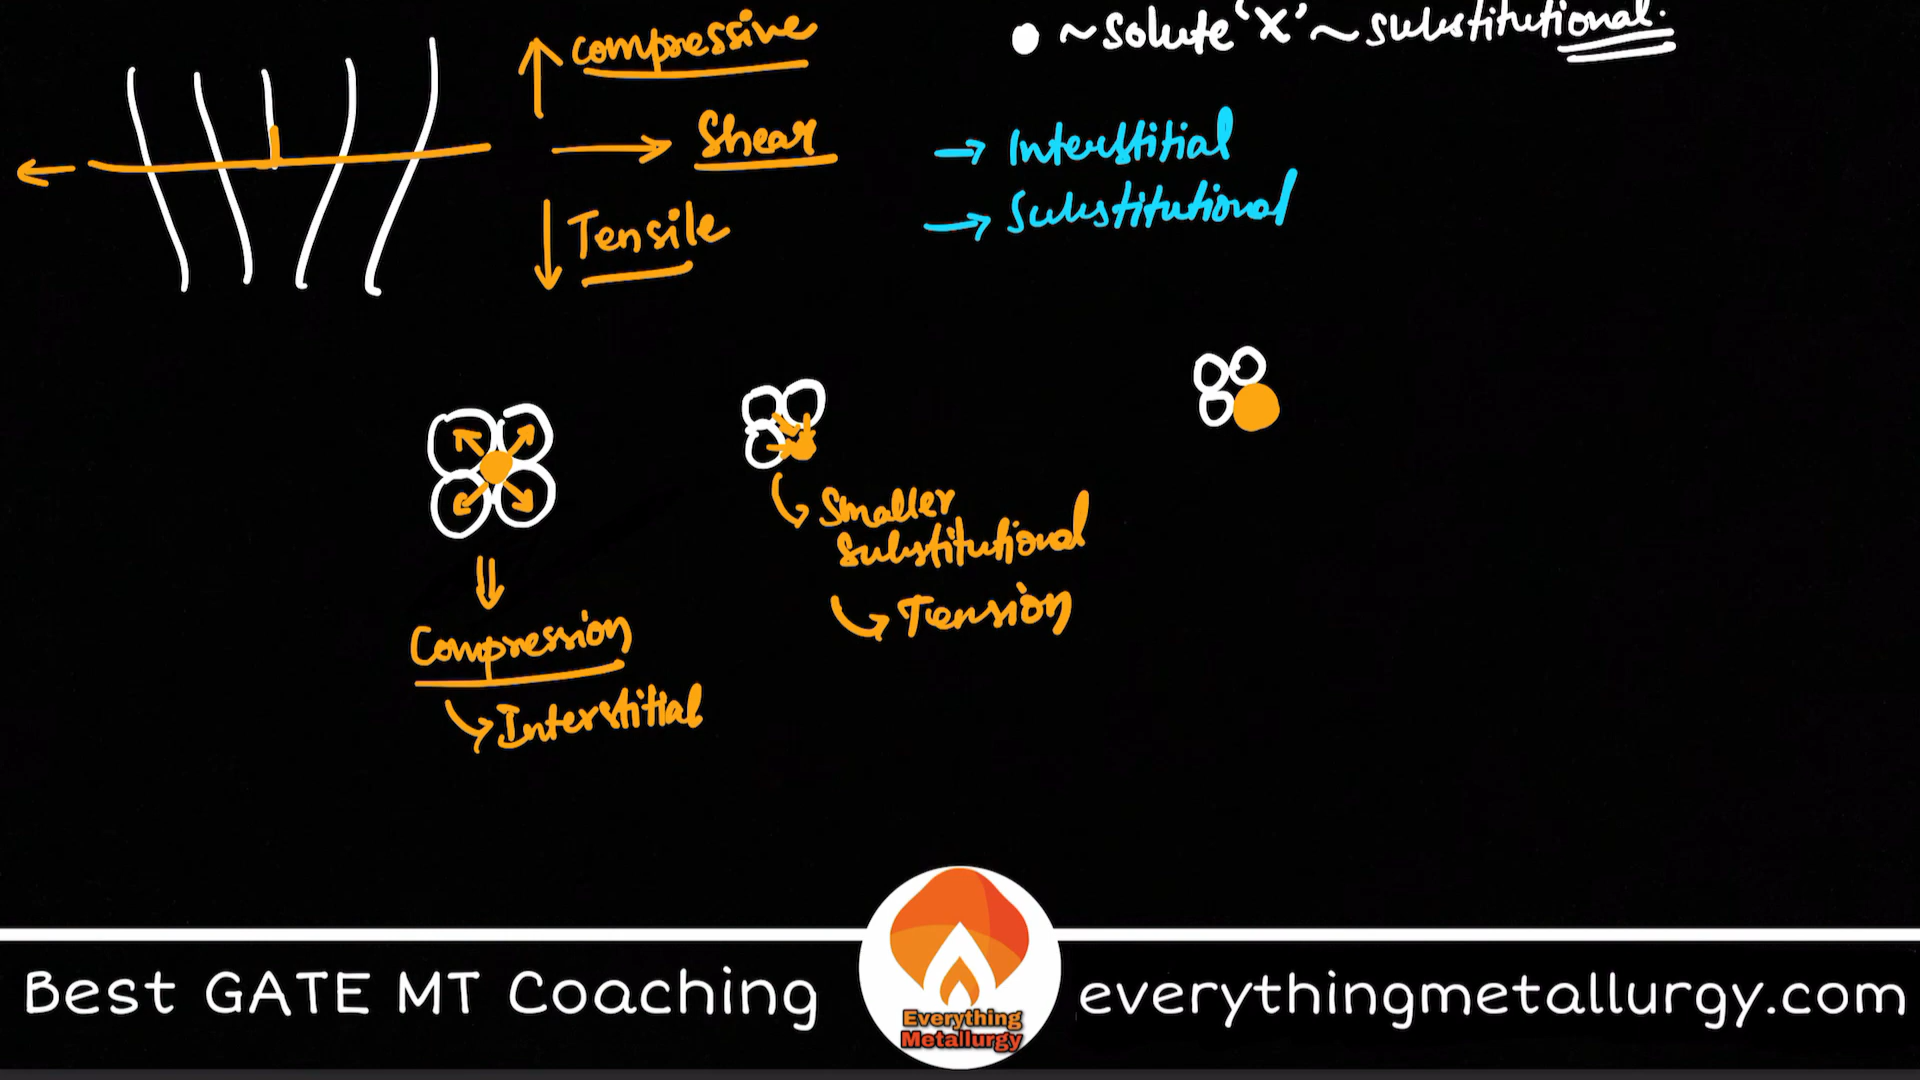 compressive
● ~ Solute 'X' ~ substitutional.
Shear
→ Interstitial
Tensile
→ Substitutional
Smaller
substitutional
Tension
Compression
Interstitial
Best GATE MT Coaching
Everything
Metallurgy
everythingmetallurgy.com